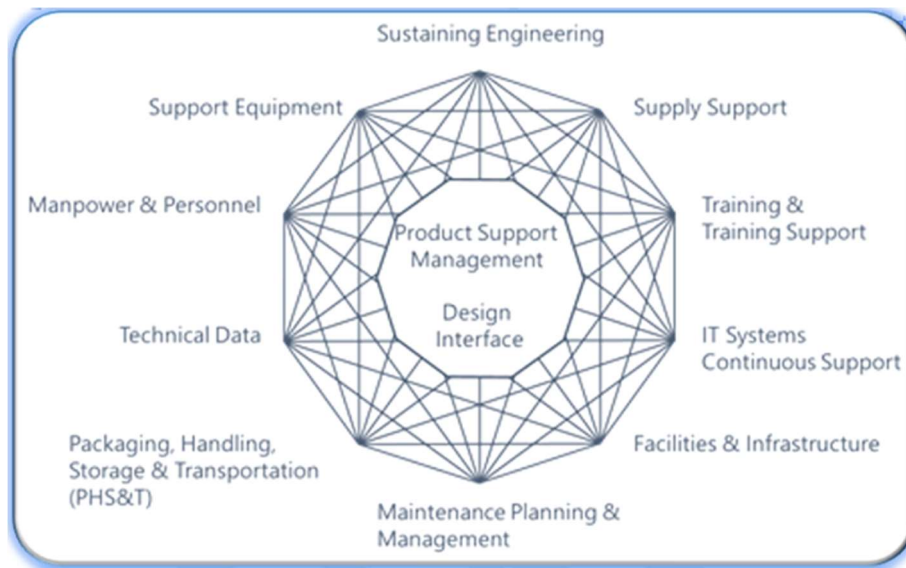 Sustaining Engineering
Support Equipment
Supply Support
Manpower & Personnel
Training &
Training Support
Product Support
Management
Design
Interface
Technical Data
IT Systems
Continuous Support
Packaging, Handling,
Storage & Transportation
(PHS&T)
Facilities & Infrastructure
Maintenance Planning &
Management